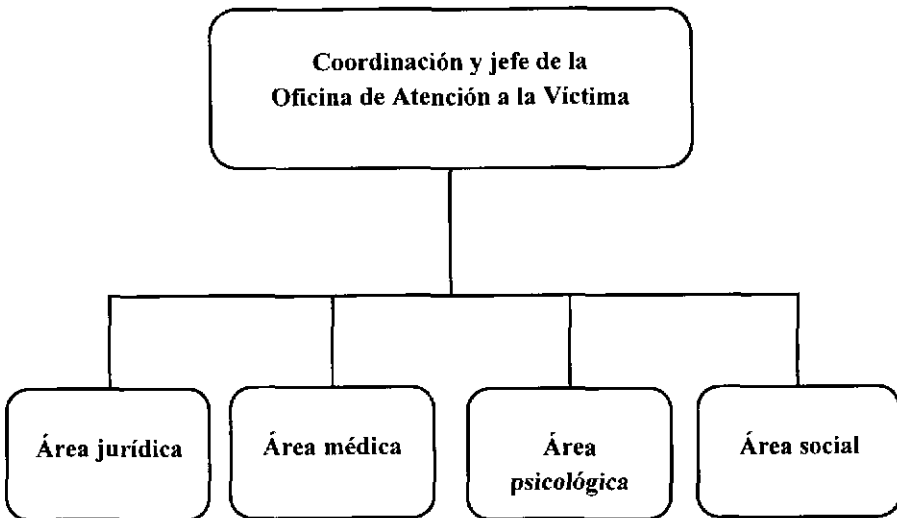 Coordinación y jefe de la
Oficina de Atención a la Víctima
Área jurídica
Área médica
Área
psicológica
Área social